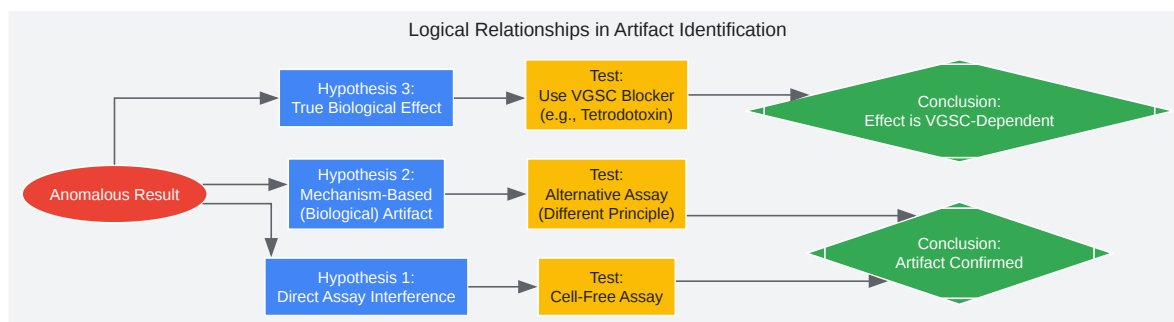 Logical Relationships in Artifact Identification
Hypothesis 3:
True Biological Effect
Test:
Use VGSC Blocker
(e.g., Tetrodotoxin)
Conclusion:
Effect is VGSC-Dependent
Anomalous Result
Hypothesis 2:
Mechanism-Based
(Biological) Artifact
Test:
Alternative Assay
(Different Principle)
Conclusion:
Artifact Confirmed
Hypothesis 1:
Direct Assay Interference
Test:
Cell-Free Assay